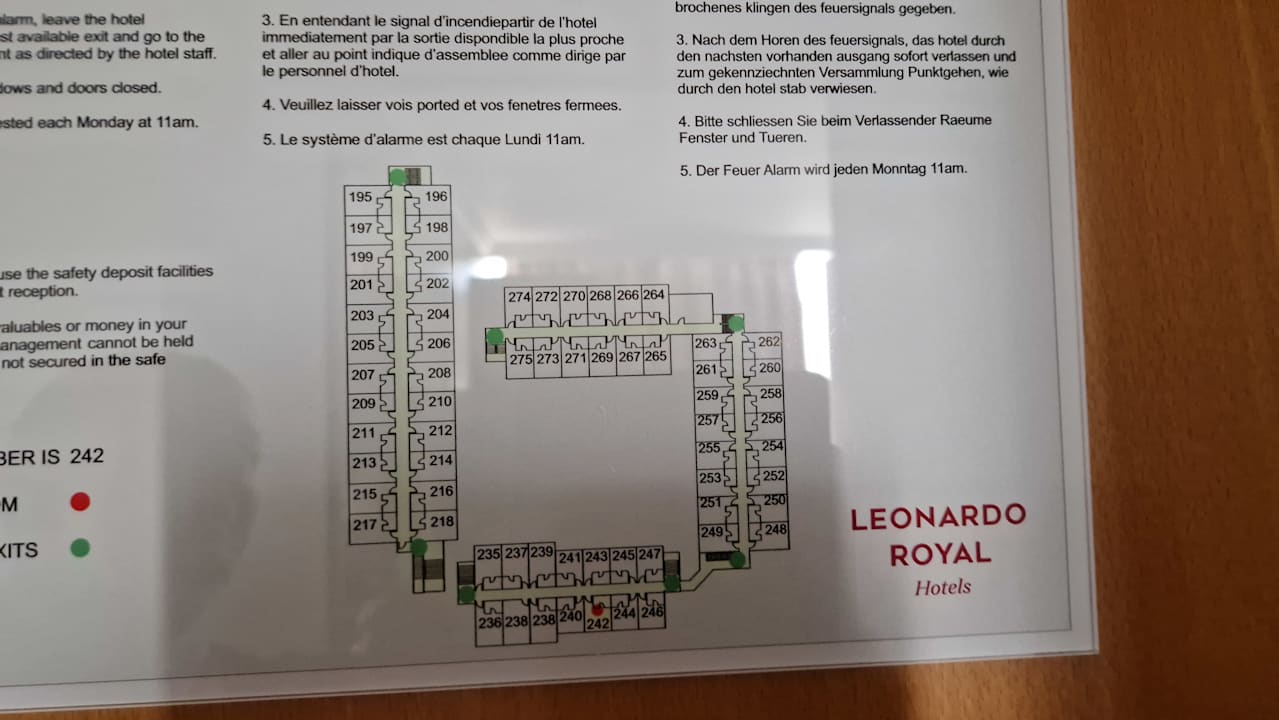 alarm, leave the hotel
st available exit and go to the
nt as directed by the hotel staff.
dows and doors closed.
ested each Monday at 11am.
use the safety deposit facilities
t reception.
valuables or money in your
anagement cannot be held
not secured in the safe
BER IS 242
OM
XITS
3. En entendant le signal d'incendiepartir de l'hotel
immediatement par la sortie dispondible la plus proche
et aller au point indique d'assemblee comme dirige par
le personnel d'hotel.
4. Veuillez laisser vois ported et vos fenetres fermees.
5. Le système d'alarme est chaque Lundi 11am.
brochenes klingen des feuersignals gegeben.
3. Nach dem Horen des feuersignals, das hotel durch
den nachsten vorhanden ausgang sofort verlassen und
zum gekennziechnten Versammlung Punktgehen, wie
durch den hotel stab verwiesen.
4. Bitte schliessen Sie beim Verlassender Raeume
Fenster und Tueren.
5. Der Feuer Alarm wird jeden Monntag 11am.
195 196
197 198
199 200
201 202
203 204
205 206
207 208
209 210
211 212
213 214
215 216
217 218
274 272 270 268 266 264
275 273 271 269 267 265
263 262
261 260
259 258
257 256
255 254
253 252
251 250
249 248
235 237 239 241 243 245 247
236 238 238 240 242 244 246
LEONARDO
ROYAL
Hotels